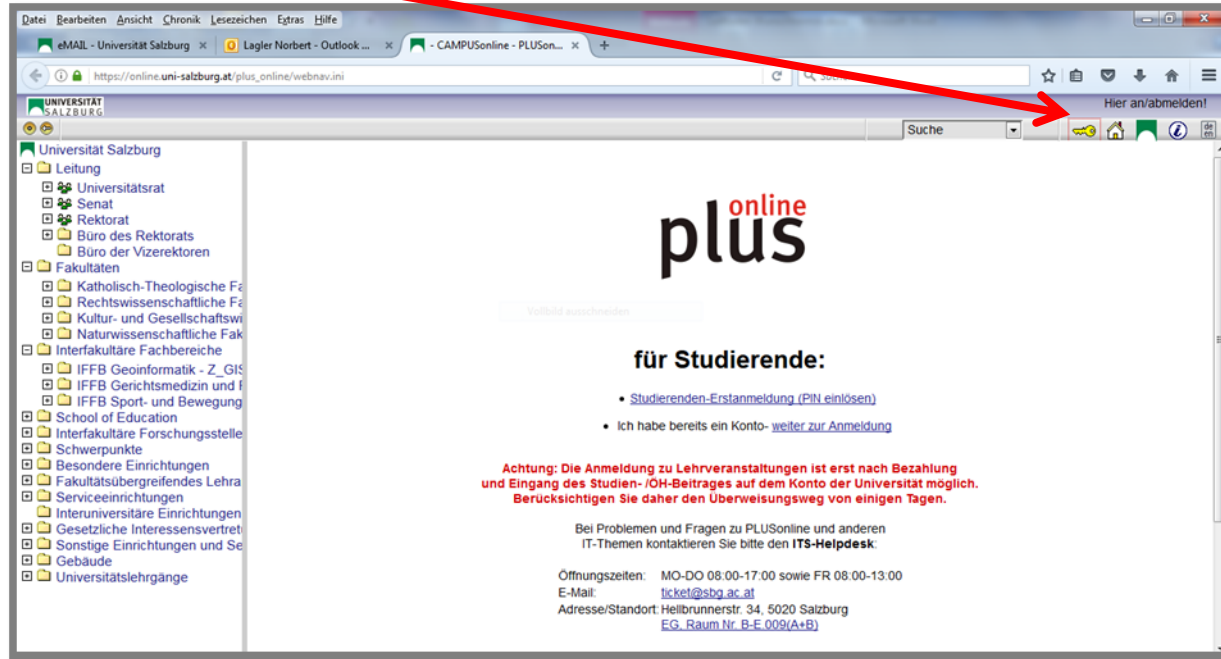 Datei Bearbeiten Ansicht Chronik Lesezeichen Extras Hilfe
eMAIL - Universität Salzburg
Lagler Norbert - Outlook ...
- CAMPUSonline - PLUSon...
https://online.uni-salzburg.at/plus_online/webnav.ini
UNIVERSITÄT
SALZBURG
Hier an/abmelden!
Suche
de
en
Universität Salzburg
Leitung
Universitätsrat
Senat
Rektorat
Büro des Rektorats
Büro der Vizerektoren
Fakultäten
Katholisch-Theologische Fa
Rechtswissenschaftliche Fa
Kultur- und Gesellschaftswi
Naturwissenschaftliche Fak
Interfakultäre Fachbereiche
IFFB Geoinformatik - Z_GIS
IFFB Gerichtsmedizin und F
IFFB Sport- und Bewegung
School of Education
Interfakultäre Forschungsstelle
Schwerpunkte
Besondere Einrichtungen
Fakultätsübergreifendes Lehra
Serviceeinrichtungen
Interuniversitäre Einrichtungen
Gesetzliche Interessensvertret
Sonstige Einrichtungen und Se
Gebäude
Universitätslehrgänge
online
plus
Vollbild ausschneiden
für Studierende:
• Studierenden-Erstanmeldung (PIN einlösen)
• Ich habe bereits ein Konto- weiter zur Anmeldung
Achtung: Die Anmeldung zu Lehrveranstaltungen ist erst nach Bezahlung
und Eingang des Studien- /ÖH-Beitrages auf dem Konto der Universität möglich.
Berücksichtigen Sie daher den Überweisungsweg von einigen Tagen.
Bei Problemen und Fragen zu PLUSonline und anderen
IT-Themen kontaktieren Sie bitte den ITS-Helpdesk:
Öffnungszeiten: MO-DO 08:00-17:00 sowie FR 08:00-13:00
E-Mail: ticket@sbg.ac.at
Adresse/Standort: Hellbrunnerstr. 34, 5020 Salzburg
EG, Raum Nr. B-E.009(A+B)